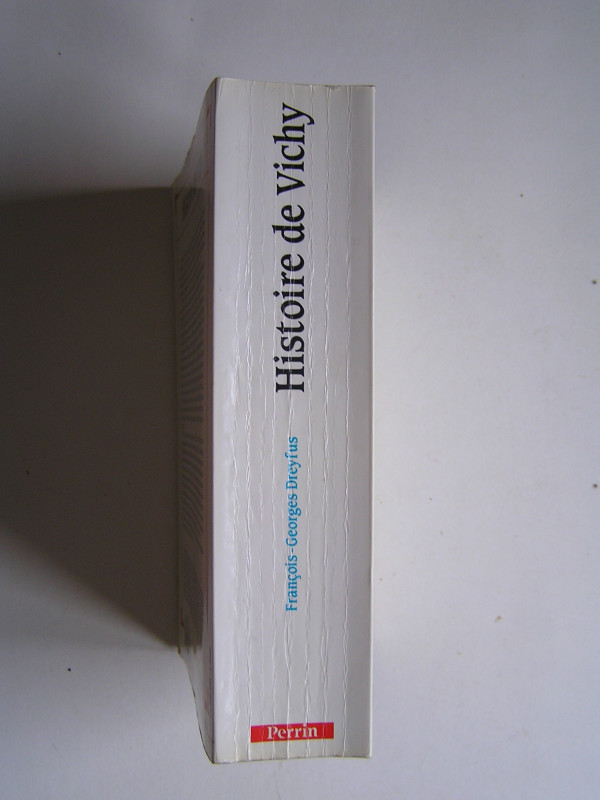 François-Georges Dreyfus
Histoire de Vichy
Perrin